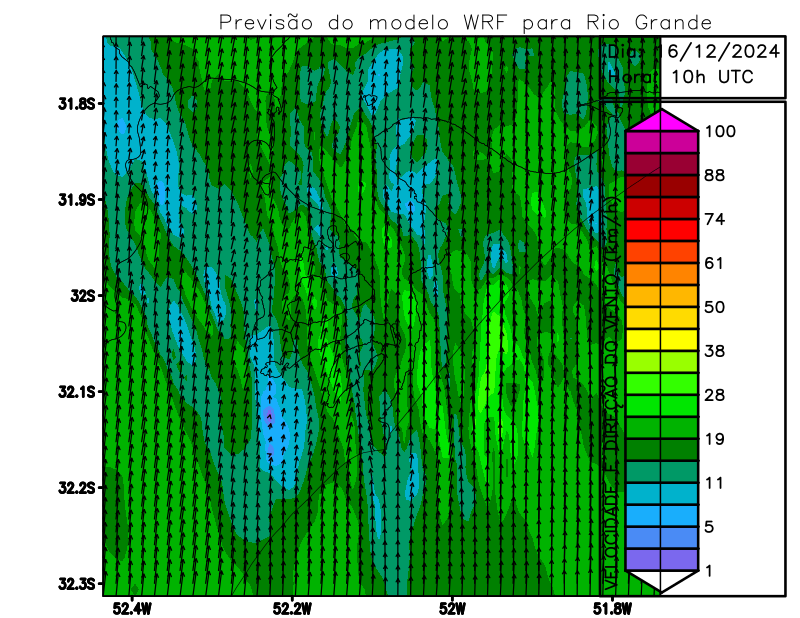 Previsão do modelo WRF para Rio Grande
Dia: 16/12/2024
Hora: 10h UTC
31.8S
31.9S
32S
32.1S
32.2S
32.3S
52.4W
52.2W
52W
51.8W
VELOCIDADE E DIREÇÃO DO VENTO (km/h)
100
88
74
61
50
38
28
19
11
5
1